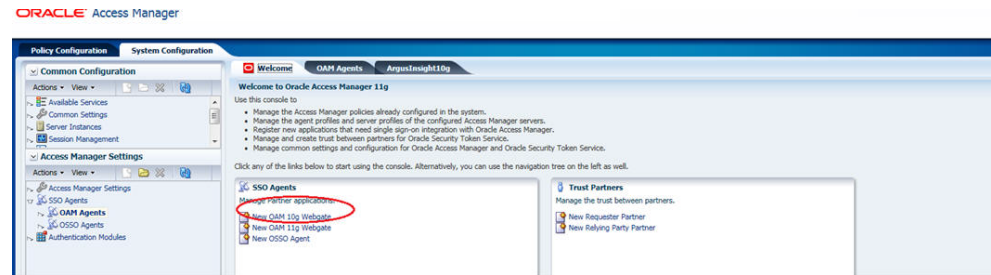 ORACLE Access Manager
Policy Configuration System Configuration
Common Configuration
Actions View
Available Services
Common Settings
Server Instances
Session Management
Access Manager Settings
Actions View
Access Manager Settings
SSO Agents
OAM Agents
OSSO Agents
Authentication Modules
Welcome OAM Agents ArgusInsight10g
Welcome to Oracle Access Manager 11g
Use this console to
• Manage the Access Manager policies already configured in the system.
• Manage the agent profiles and server profiles of the configured Access Manager servers.
• Register new applications that need single sign-on integration with Oracle Access Manager.
• Manage and create trust between partners for Oracle Security Token Service.
• Manage common settings and configuration for Oracle Access Manager and Oracle Security Token Service.
Click any of the links below to start using the console. Alternatively, you can use the navigation tree on the left as well.
SSO Agents
Manage Partner applications.
New OAM 10g Webgate
New OAM 11g Webgate
New OSSO Agent
Trust Partners
Manage the trust between partners.
New Requester Partner
New Relying Party Partner